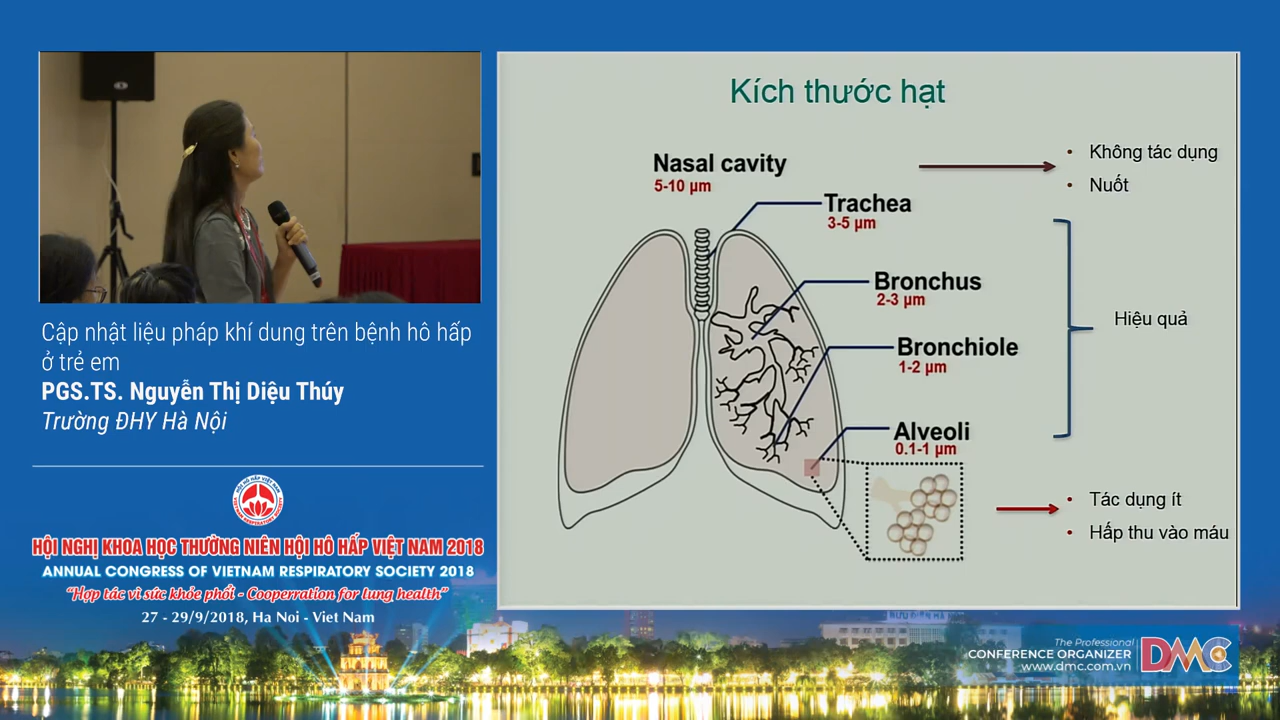 Cập nhật liệu pháp khí dung trên bệnh hô hấp
ở trẻ em
PGS.TS. Nguyễn Thị Diệu Thúy
Trường ĐHY Hà Nội
HỘI HÔ HẤP VIỆT NAM
HỘI NGHỊ KHOA HỌC THƯỜNG NIÊN HỘI HÔ HẤP VIỆT NAM 2018
ANNUAL CONGRESS OF VIETNAM RESPIRATORY SOCIETY 2018
"Hợp tác vì sức khỏe phổi - Cooperration for lung health"
27 - 29/9/2018, Ha Noi - Viet Nam
Kích thước hạt
Nasal cavity
5-10 µm
• Không tác dụng
• Nuốt
Trachea
3-5 µm
Bronchus
2-3 µm
Hiệu quả
Bronchiole
1-2 µm
Alveoli
0.1-1 µm
• Tác dụng ít
• Hấp thu vào máu
The Professional
CONFERENCE ORGANIZER
www.dmc.com.vn
DMC